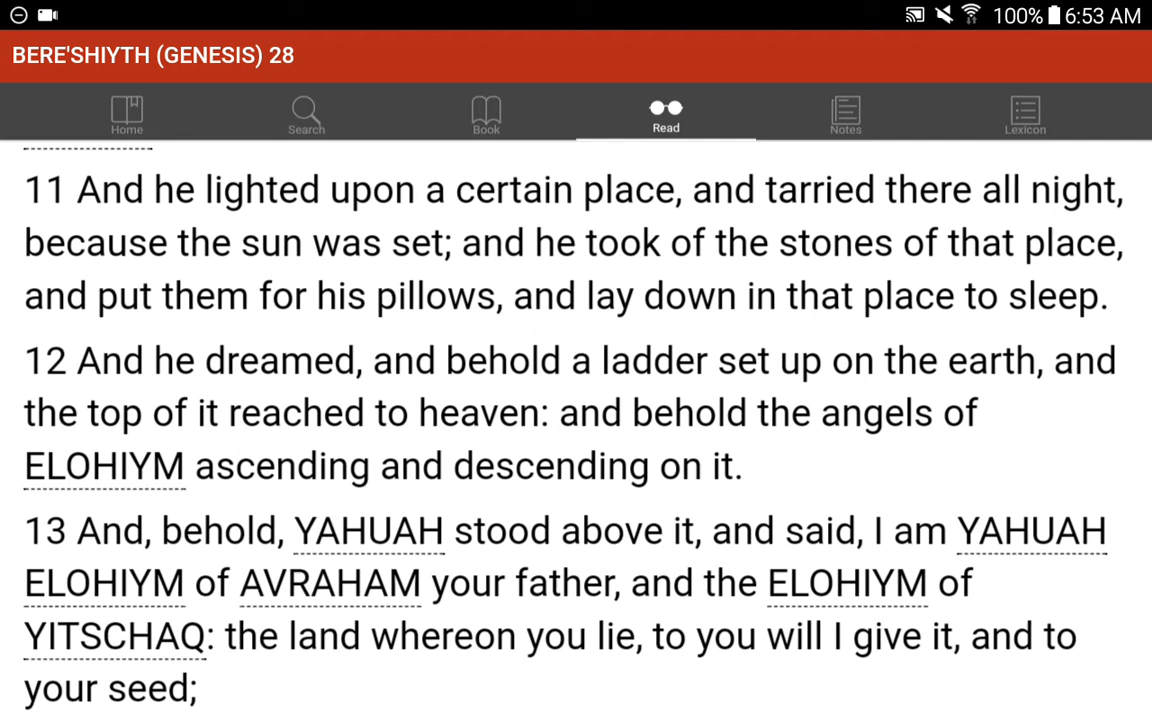 100% 6:53 AM
BERE'SHIYTH (GENESIS) 28
Home Search Book Read Notes Lexicon
11 And he lighted upon a certain place, and tarried there all night,
because the sun was set; and he took of the stones of that place,
and put them for his pillows, and lay down in that place to sleep.
12 And he dreamed, and behold a ladder set up on the earth, and
the top of it reached to heaven: and behold the angels of
ELOHIYM ascending and descending on it.
13 And, behold, YAHUAH stood above it, and said, I am YAHUAH
ELOHIYM of AVRAHAM your father, and the ELOHIYM of
YITSCHAQ: the land whereon you lie, to you will I give it, and to
your seed;